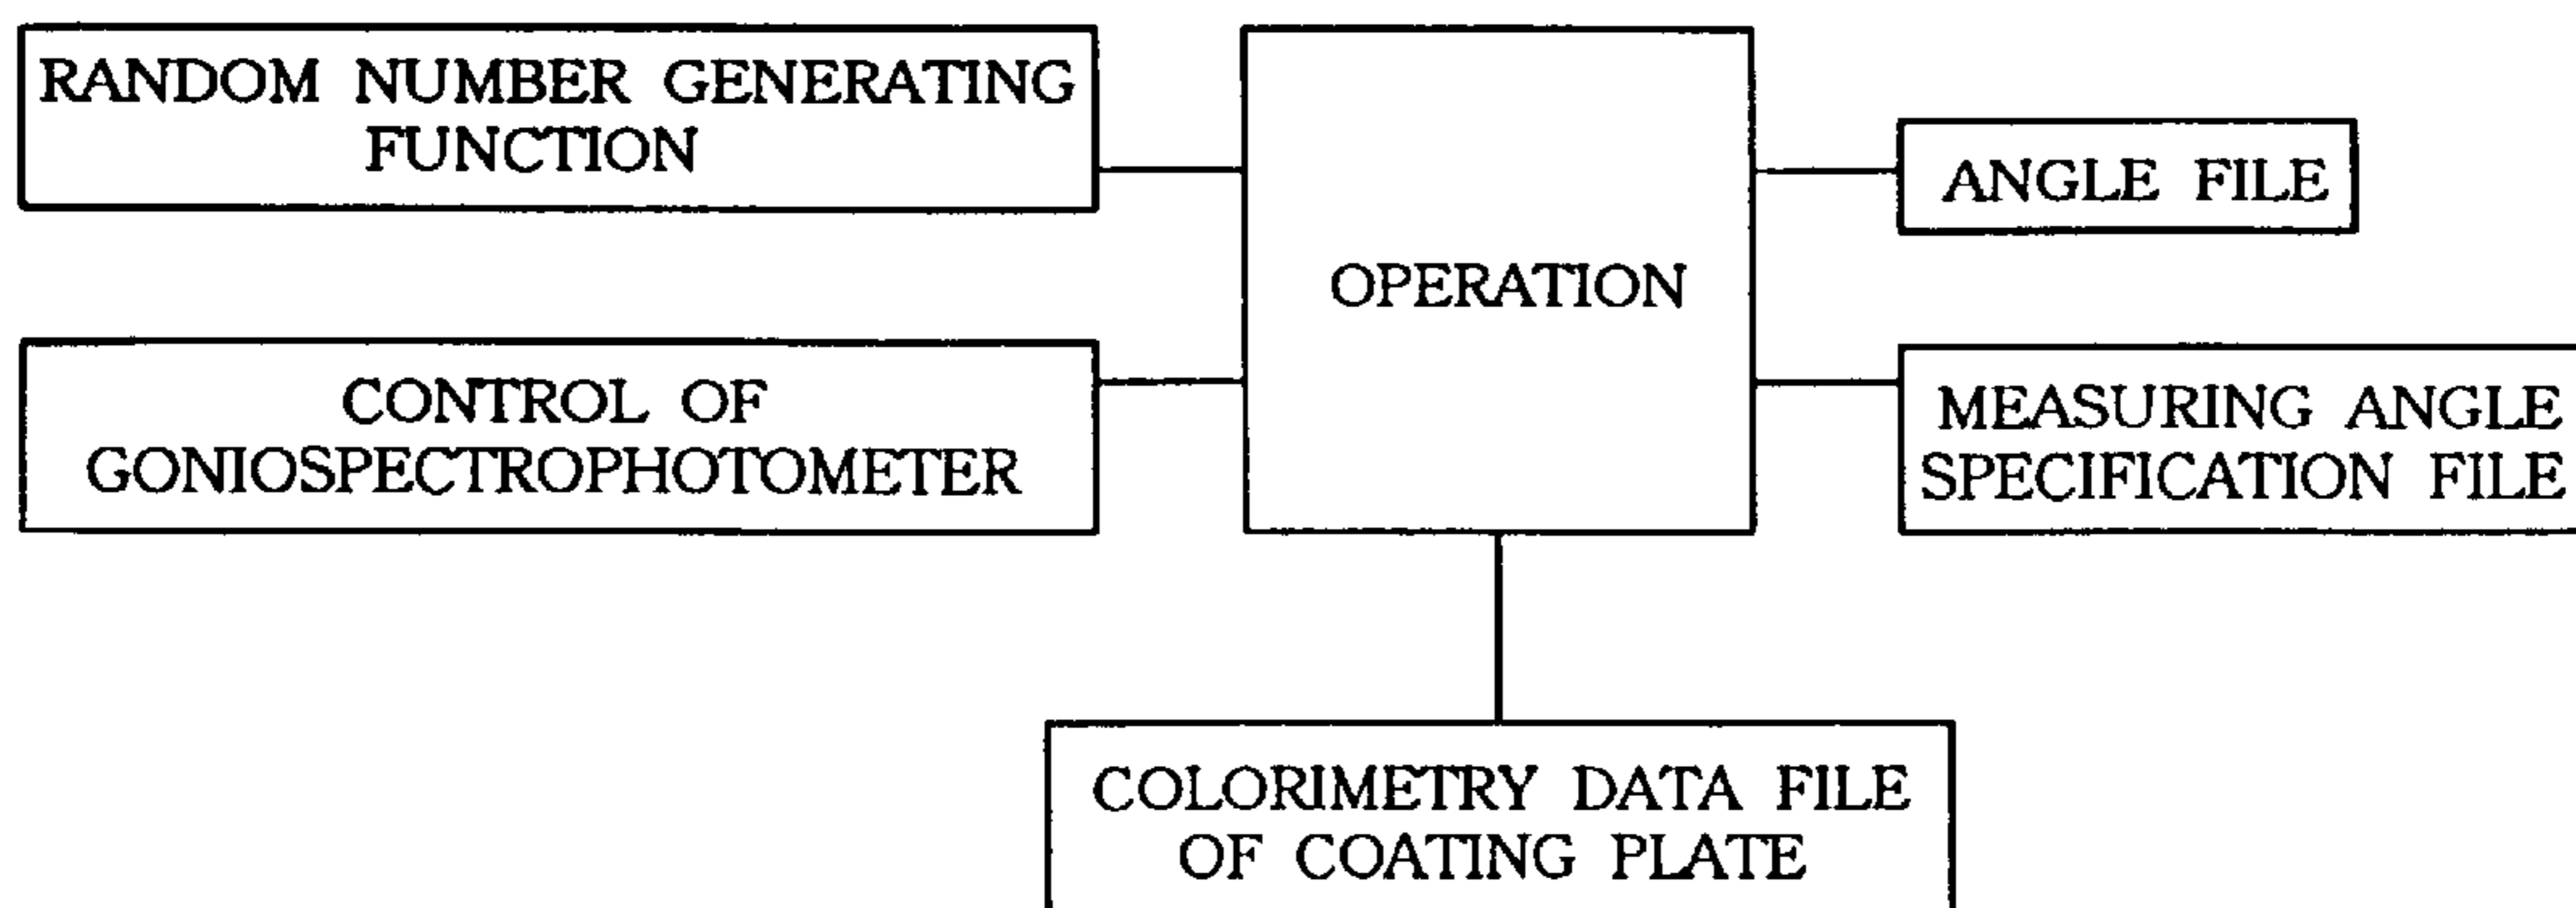 RANDOM NUMBER GENERATING
FUNCTION
CONTROL OF
GONIOSPECTROPHOTOMETER
OPERATION
ANGLE FILE
MEASURING ANGLE
SPECIFICATION FILE
COLORIMETRY DATA FILE
OF COATING PLATE